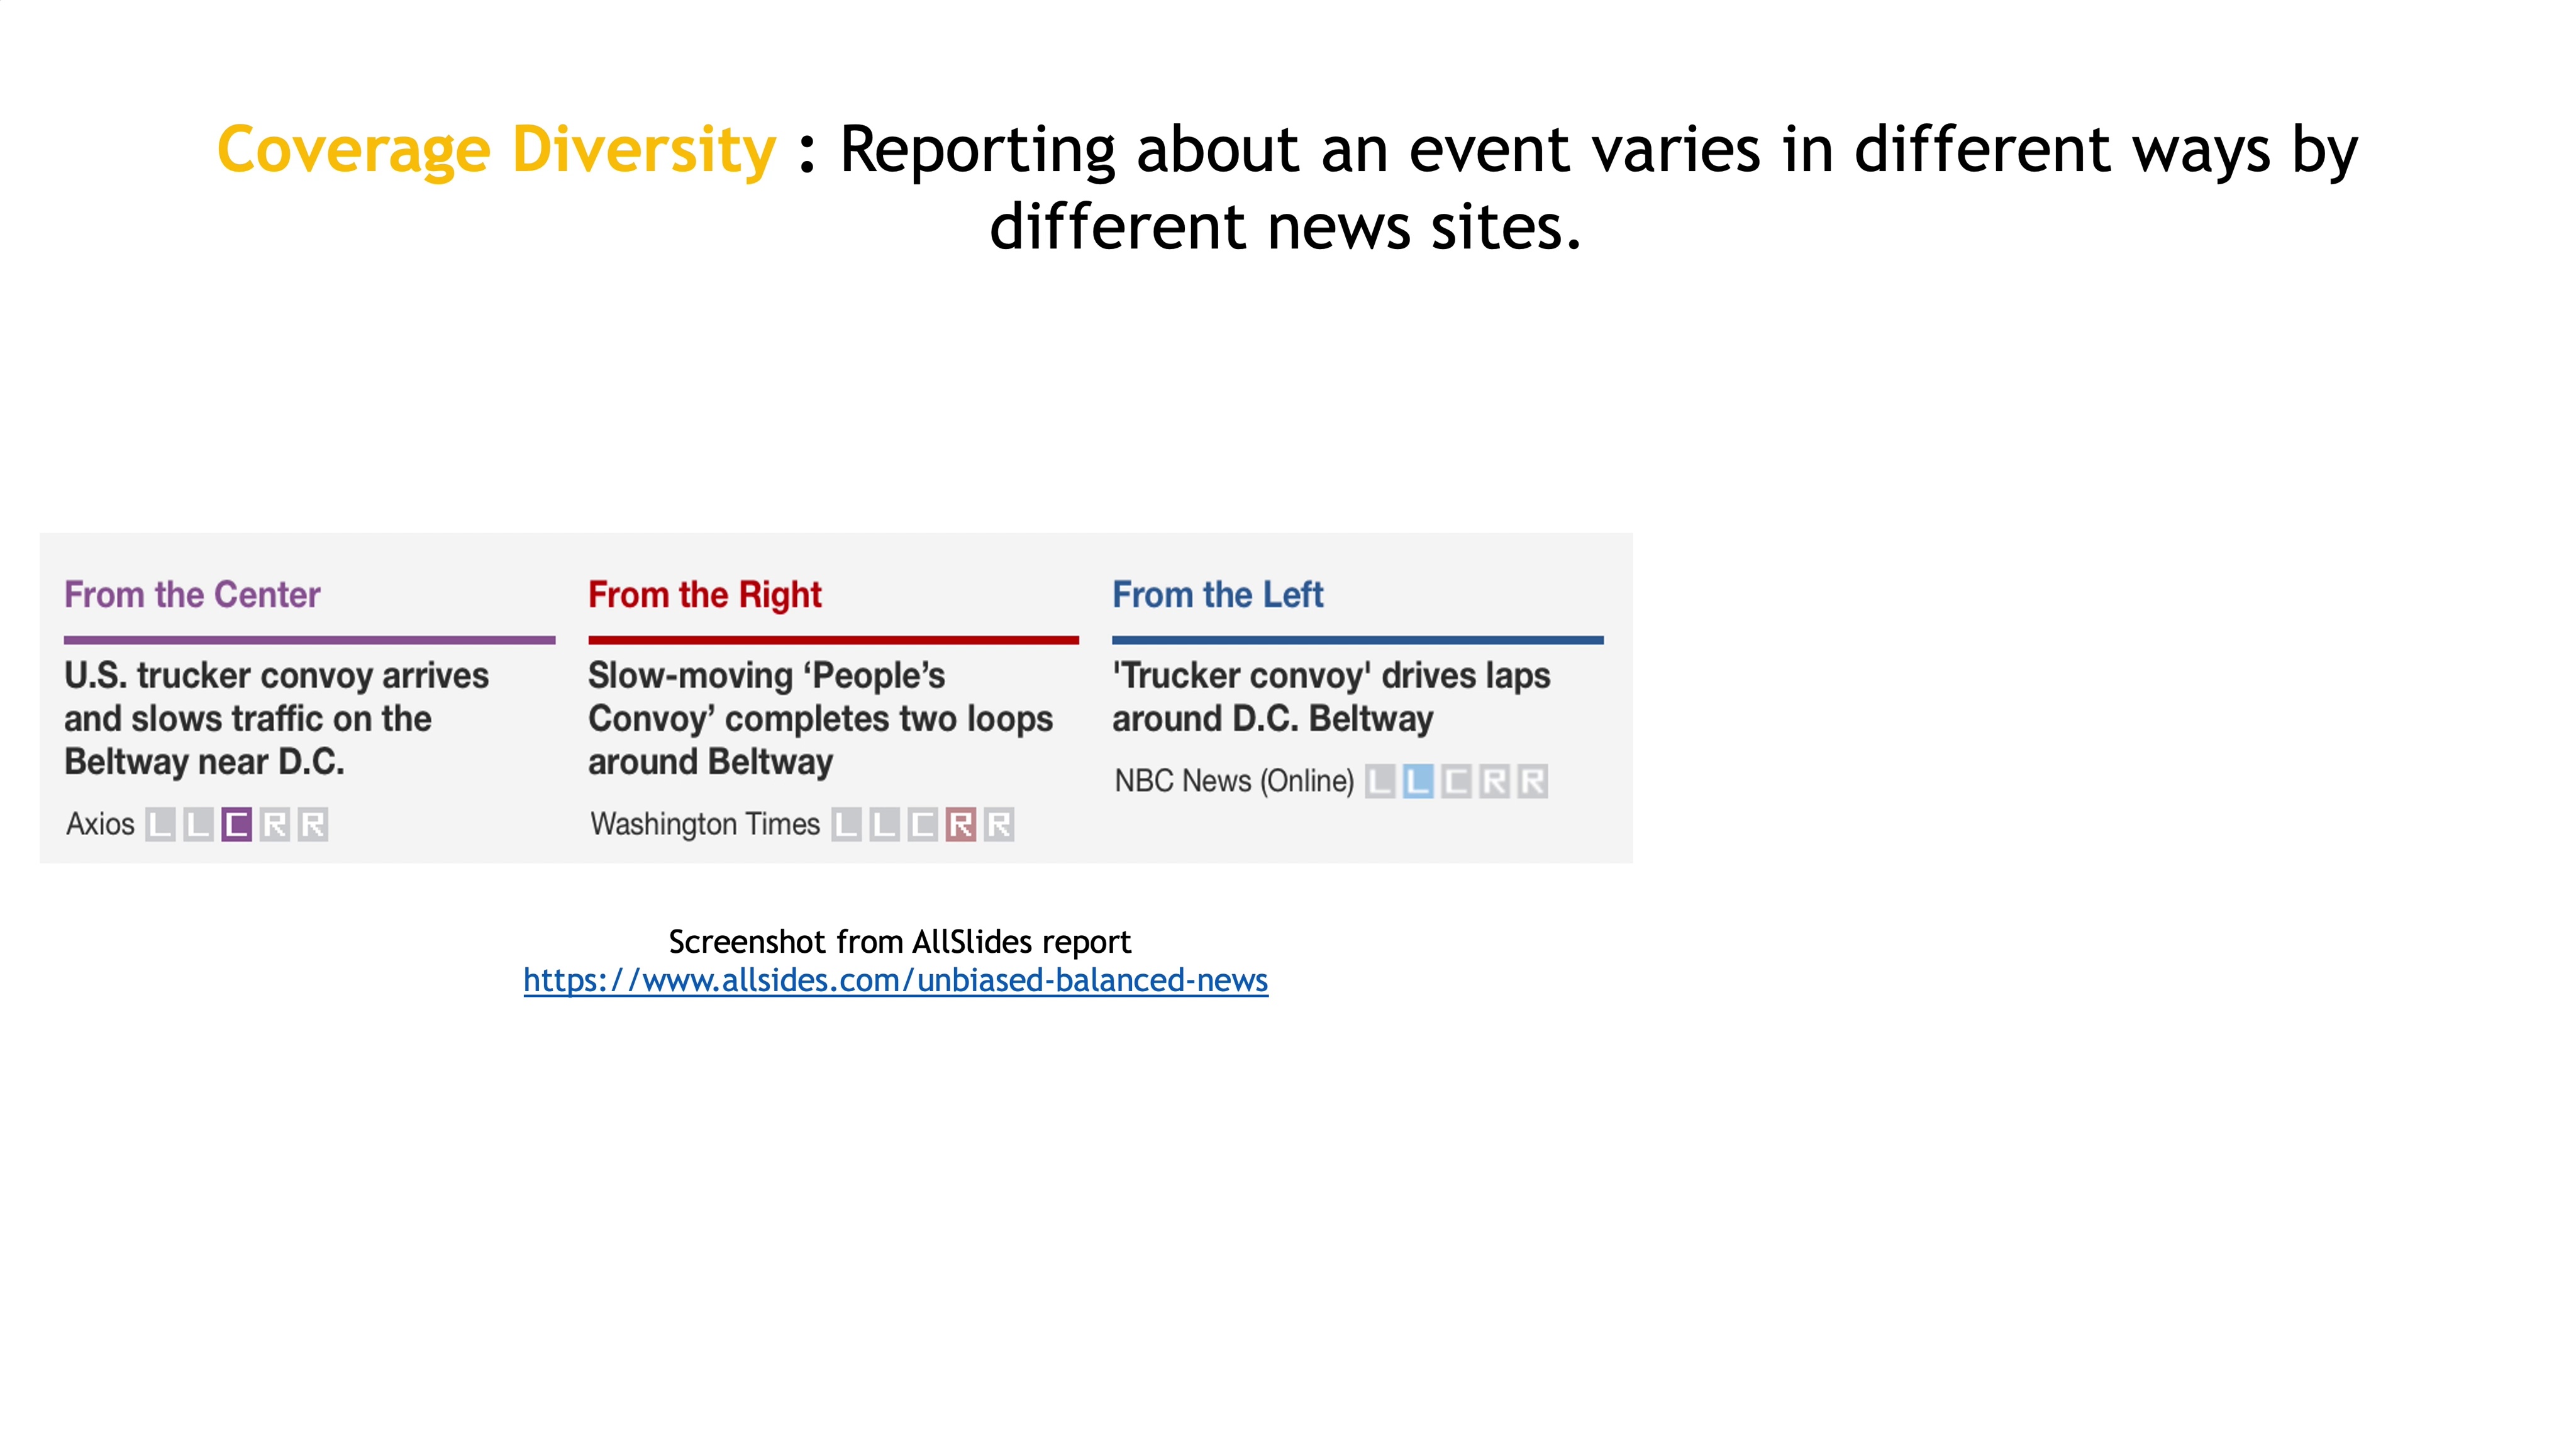 Coverage Diversity : Reporting about an event varies in different ways by
different news sites.
From the Center
U.S. trucker convoy arrives
and slows traffic on the
Beltway near D.C.
Axios L L C R R
From the Right
Slow-moving ‘People’s
Convoy’ completes two loops
around Beltway
Washington Times L L C R R
From the Left
'Trucker convoy' drives laps
around D.C. Beltway
NBC News (Online) L L C R R
Screenshot from AllSlides report
https://www.allsides.com/unbiased-balanced-news